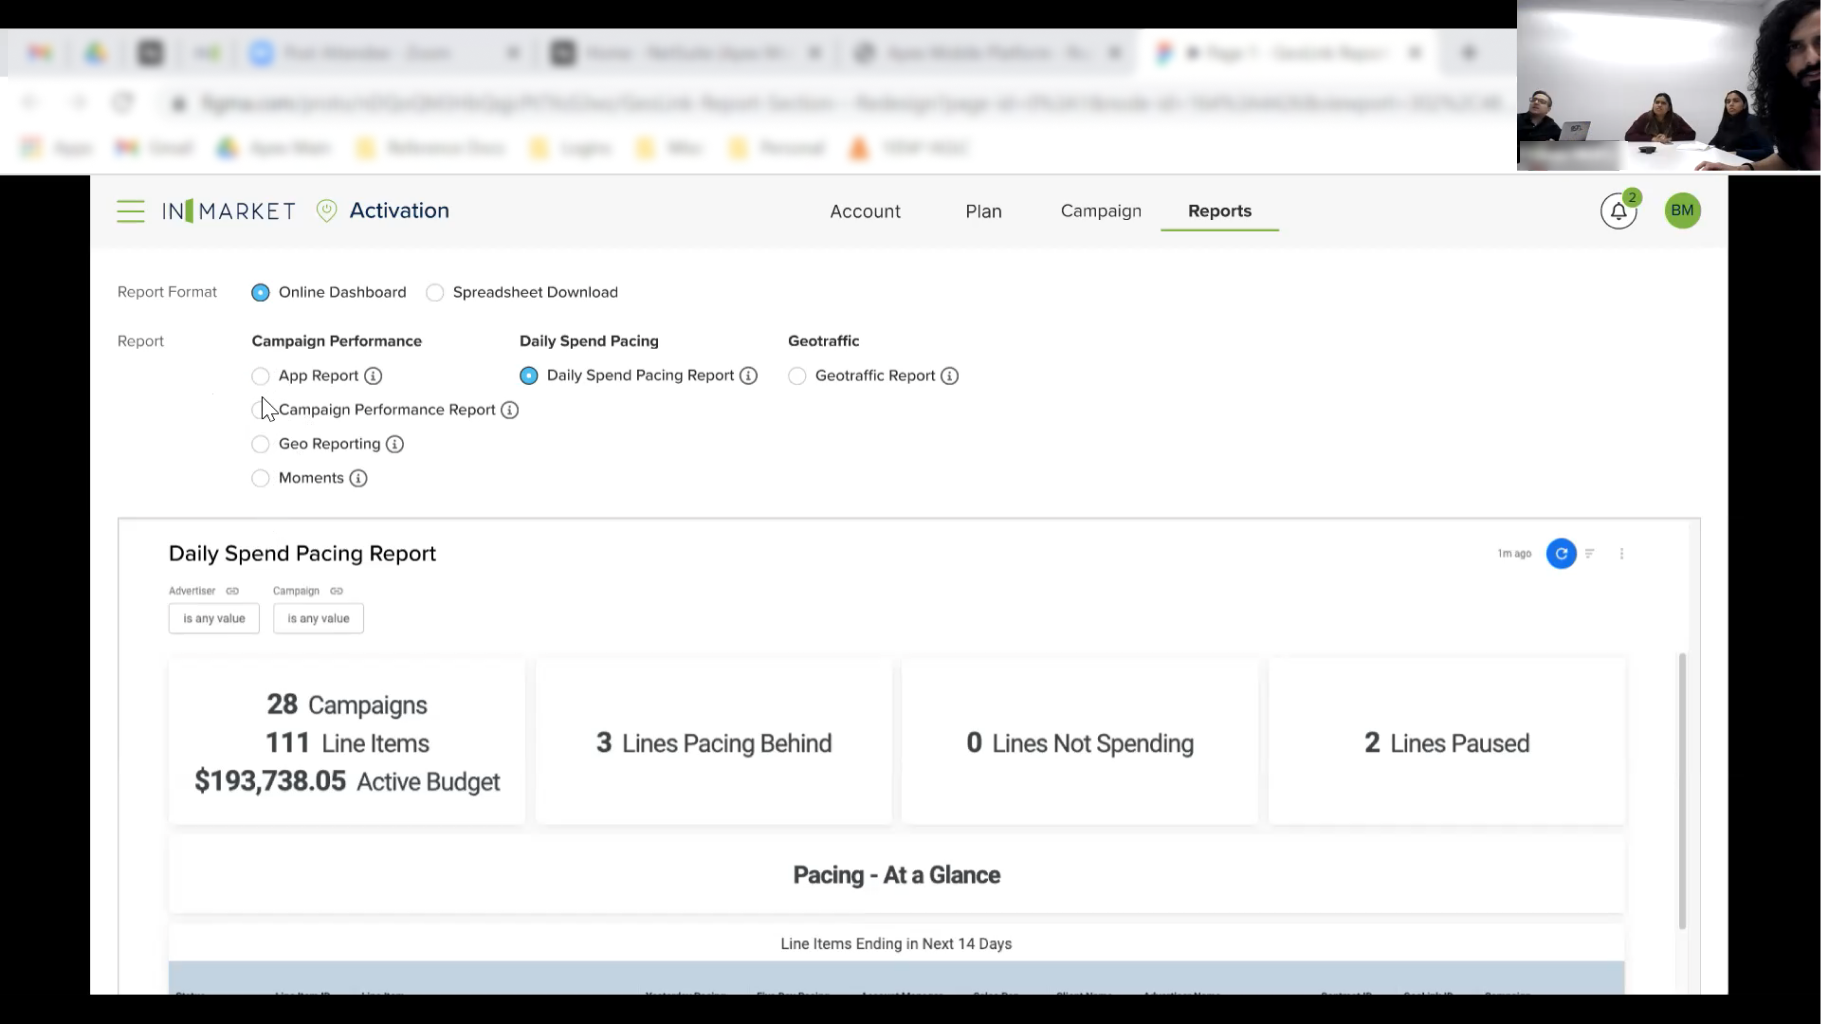 IN MARKET Activation Account Plan Campaign Reports 2 BM
Report Format Online Dashboard Spreadsheet Download
Report Campaign Performance Daily Spend Pacing Geotraffic
App Report Daily Spend Pacing Report Geotraffic Report
Campaign Performance Report
Geo Reporting
Moments
Daily Spend Pacing Report 1m ago
Advertiser Campaign
is any value is any value
28 Campaigns
111 Line Items
$193,738.05 Active Budget
3 Lines Pacing Behind
0 Lines Not Spending
2 Lines Paused
Pacing - At a Glance
Line Items Ending in Next 14 Days